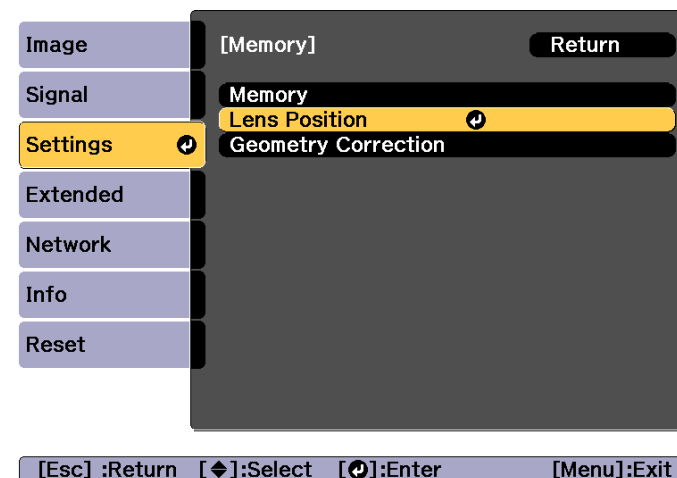 Image
Signal
Settings
Extended
Network
Info
Reset
[Memory] Return
Memory
Lens Position
Geometry Correction
[Esc] :Return [◆]:Select [⏎]:Enter [Menu]:Exit